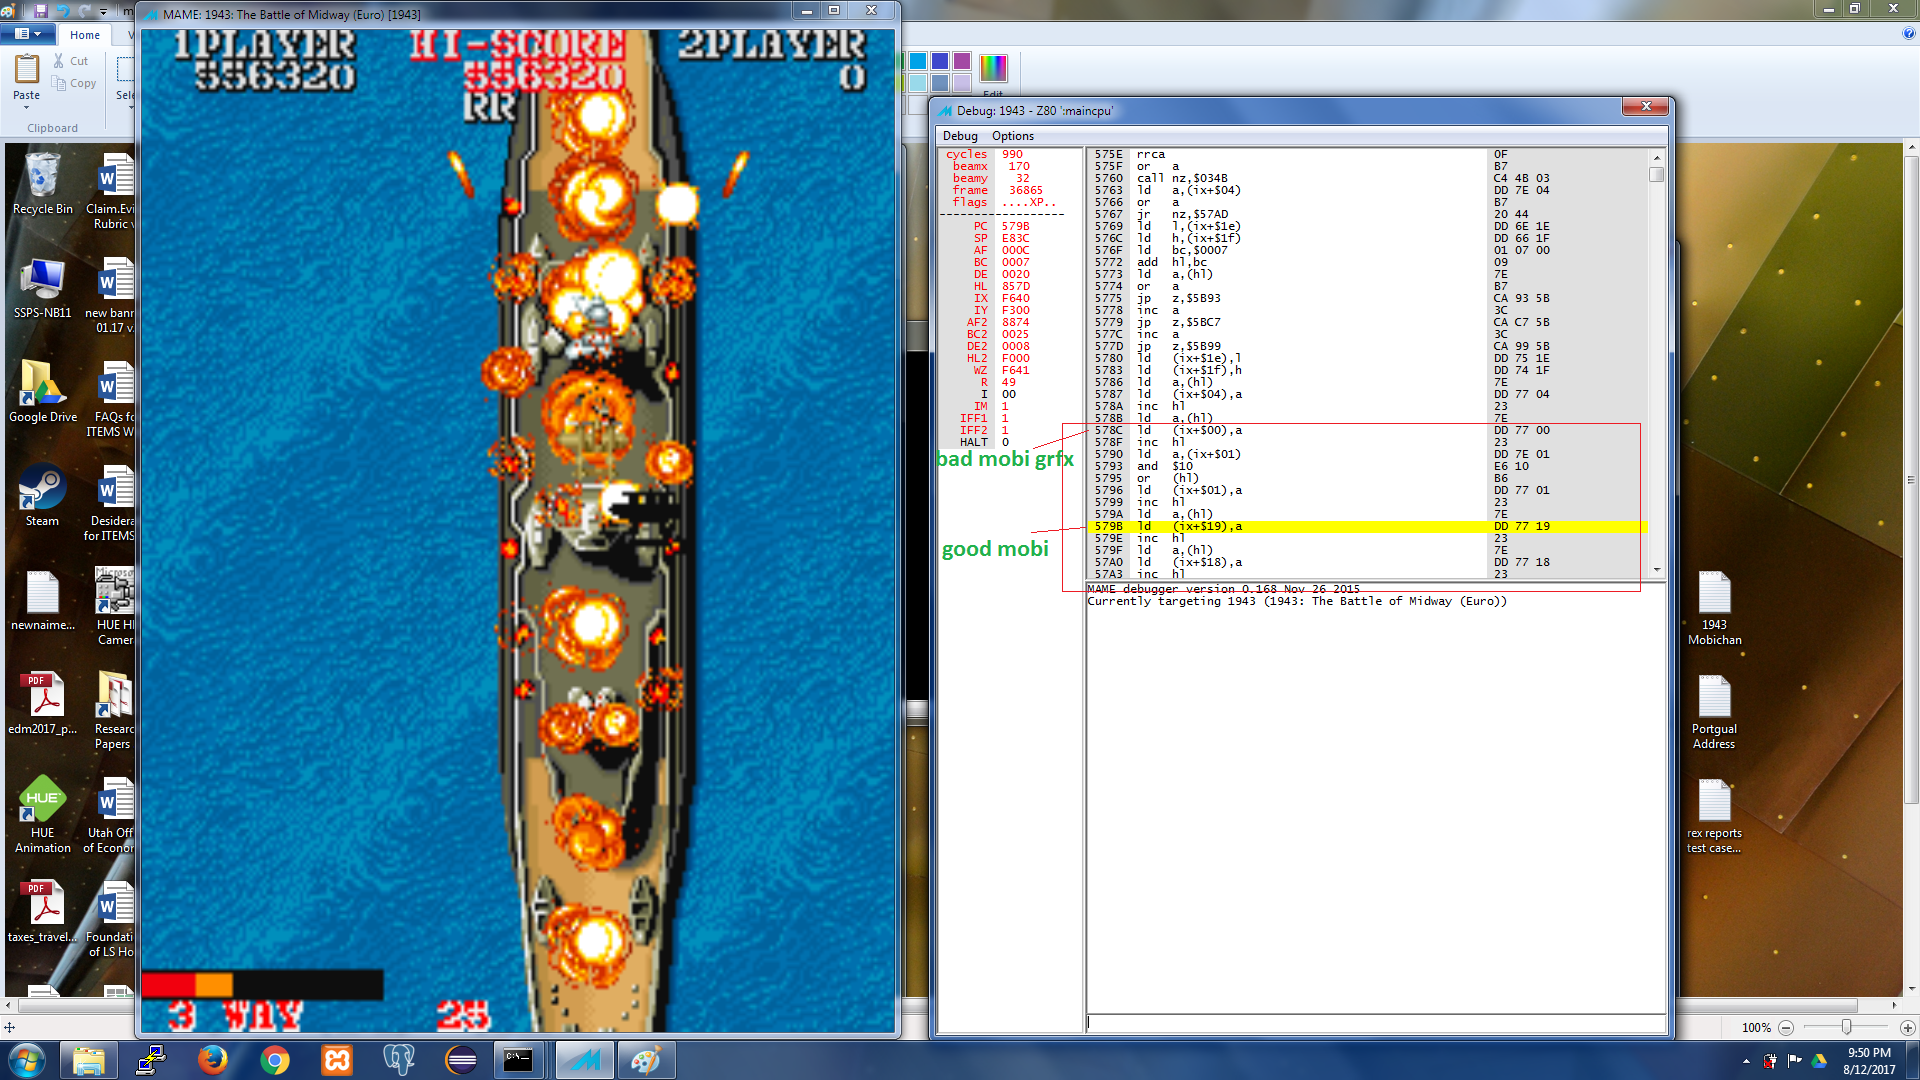 MAME: 1943: The Battle of Midway (Euro) [1943]
Home
Paste
Cut
Copy
Clipboard
1PLAYER HI-SCORE 2PLAYER
556320 556320 0
RR
3 WAY 25
Recycle Bin
Claim.Evi...
Rubric v
SSPS-NB11
new bann
01.17 v.
Google Drive
FAQs fo
ITEMS W
Steam
Desidera
for ITEMS
newnaime...
HUE HI
Camer
edm2017_p...
Researc
Papers
HUE
Animation
Utah Off
of Econo
taxes_travel...
Foundati
of LS Ho
Debug: 1943 - Z80 ':maincpu'
Debug Options
cycles 990
beamx 170
beamy 32
frame 36865
flags ....XP..
-------------------
PC 579B
SP E83C
AF 000C
BC 0007
DE 0020
HL 857D
IX F640
IY F300
AF2 8874
BC2 0025
DE2 0008
HL2 F000
WZ F641
R 49
I 00
IM 1
IFF1 1
IFF2 1
HALT 0
575E rrca 0F
575F or a B7
5760 call nz,$034B C4 4B 03
5763 ld a,(ix+$04) DD 7E 04
5766 or a B7
5767 jr nz,$57AD 20 44
5769 ld l,(ix+$1e) DD 6E 1E
576C ld h,(ix+$1f) DD 66 1F
576F ld bc,$0007 01 07 00
5772 add hl,bc 09
5773 ld a,(hl) 7E
5774 or a B7
5775 jp z,$5B93 CA 93 5B
5778 inc a 3C
5779 jp z,$5BC7 CA C7 5B
577C inc a 3C
577D jp z,$5B99 CA 99 5B
5780 ld (ix+$1e),l DD 75 1E
5783 ld (ix+$1f),h DD 74 1F
5786 ld a,(hl) 7E
5787 ld (ix+$04),a DD 77 04
578A inc hl 23
578B ld a,(hl) 7E
578C ld (ix+$00),a DD 77 00
578F inc hl 23
5790 ld a,(ix+$01) DD 7E 01
5793 and $10 E6 10
5795 or (hl) B6
5796 ld (ix+$01),a DD 77 01
5799 inc hl 23
579A ld a,(hl) 7E
579B ld (ix+$19),a DD 77 19
579E inc hl 23
579F ld a,(hl) 7E
57A0 ld (ix+$18),a DD 77 18
57A3 inc hl 23
bad mobi grfx
good mobi
MAME debugger version 0.168 Nov 26 2015
Currently targeting 1943 (1943: The Battle of Midway (Euro))
1943
Mobichan
Portgual
Address
rex reports
test case...
100%
9:50 PM
8/12/2017